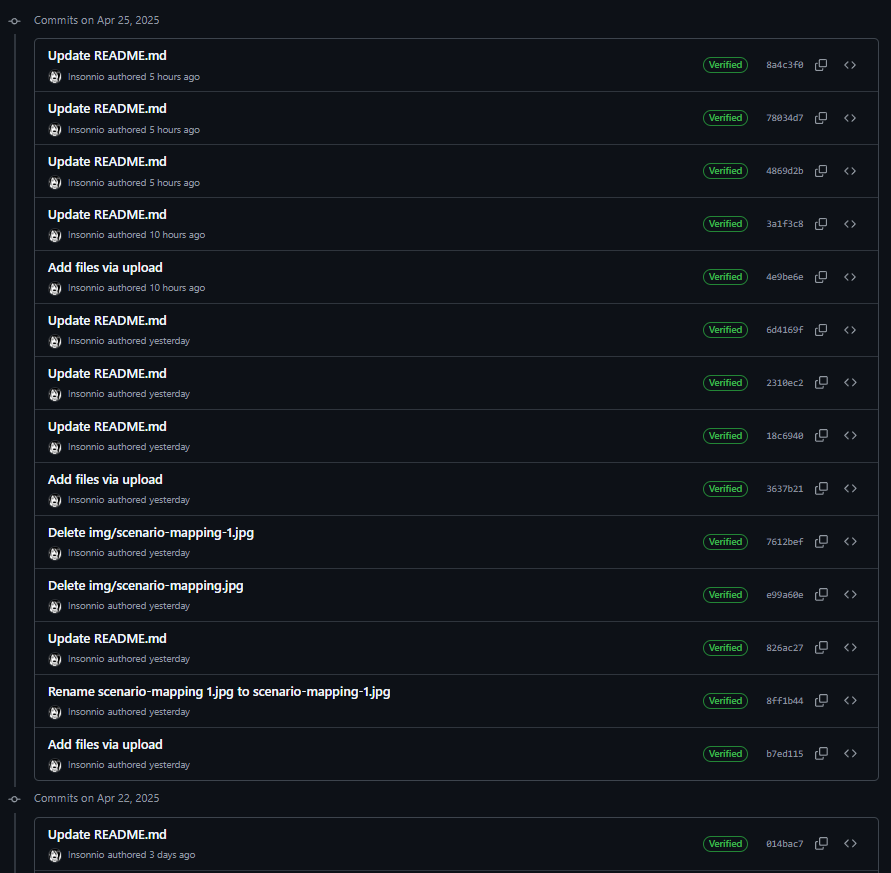 Commits on Apr 25, 2025
Update README.md
Insonnio authored 5 hours ago
Verified
8a4c3f0
Update README.md
Insonnio authored 5 hours ago
Verified
78034d7
Update README.md
Insonnio authored 5 hours ago
Verified
4869d2b
Update README.md
Insonnio authored 10 hours ago
Verified
3a1f3c8
Add files via upload
Insonnio authored 10 hours ago
Verified
4e9be6e
Update README.md
Insonnio authored yesterday
Verified
6d4169f
Update README.md
Insonnio authored yesterday
Verified
2310ec2
Update README.md
Insonnio authored yesterday
Verified
18c6940
Add files via upload
Insonnio authored yesterday
Verified
3637b21
Delete img/scenario-mapping-1.jpg
Insonnio authored yesterday
Verified
7612bef
Delete img/scenario-mapping.jpg
Insonnio authored yesterday
Verified
e99a60e
Update README.md
Insonnio authored yesterday
Verified
826ac27
Rename scenario-mapping 1.jpg to scenario-mapping-1.jpg
Insonnio authored yesterday
Verified
8ff1b44
Add files via upload
Insonnio authored yesterday
Verified
b7ed115
Commits on Apr 22, 2025
Update README.md
Insonnio authored 3 days ago
Verified
014bac7